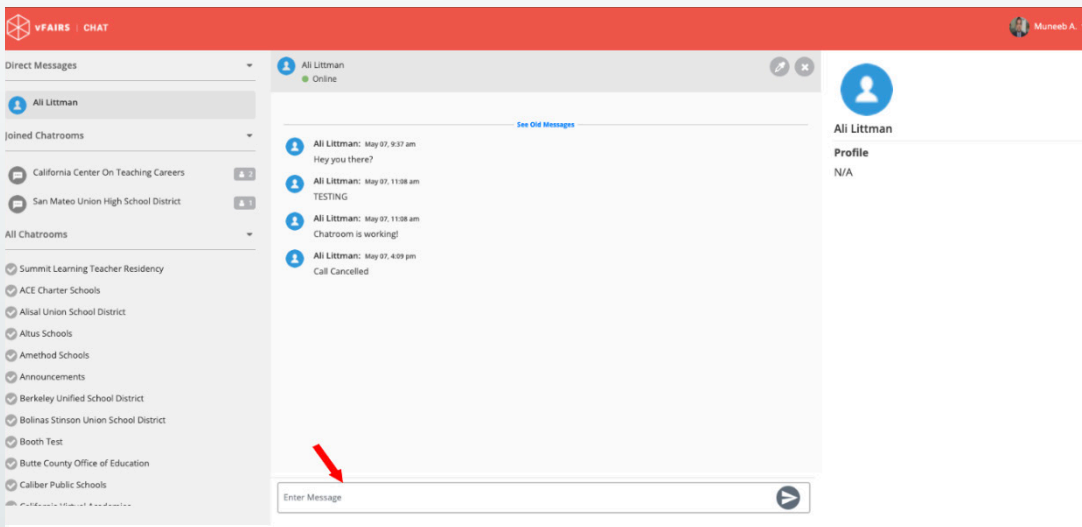 vFAIRS | CHAT
Muneeb A.
Direct Messages
Ali Littman
Joined Chatrooms
California Center On Teaching Careers
2
San Mateo Union High School District
1
All Chatrooms
Summit Learning Teacher Residency
ACE Charter Schools
Alisal Union School District
Altus Schools
Amethod Schools
Announcements
Berkeley Unified School District
Bolinas Stinson Union School District
Booth Test
Butte County Office of Education
Caliber Public Schools
Ali Littman
Online
See Old Messages
Ali Littman: May 07, 9:37 am
Hey you there?
Ali Littman: May 07, 11:08 am
TESTING
Ali Littman: May 07, 11:08 am
Chatroom is working!
Ali Littman: May 07, 4:09 pm
Call Cancelled
Enter Message
Ali Littman
Profile
N/A